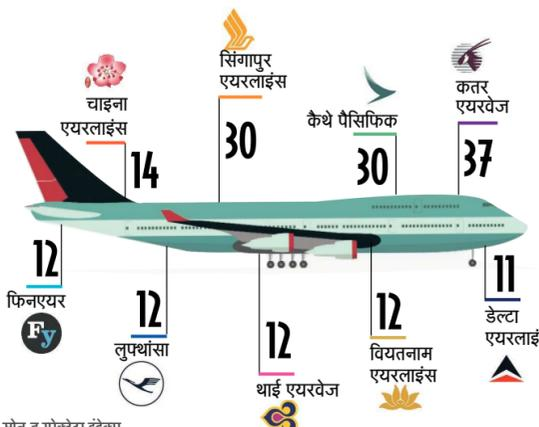 सिंगापुर
एयरलाइंस
30
चाइना
एयरलाइंस
14
कैथे पैसिफिक
30
कतर
एयरवेज
37
12
फिनएयर
Fy
12
लुफ्थांसा
12
थाई एयरवेज
12
वियतनाम
एयरलाइंस
11
डेल्टा
एयरलाइं